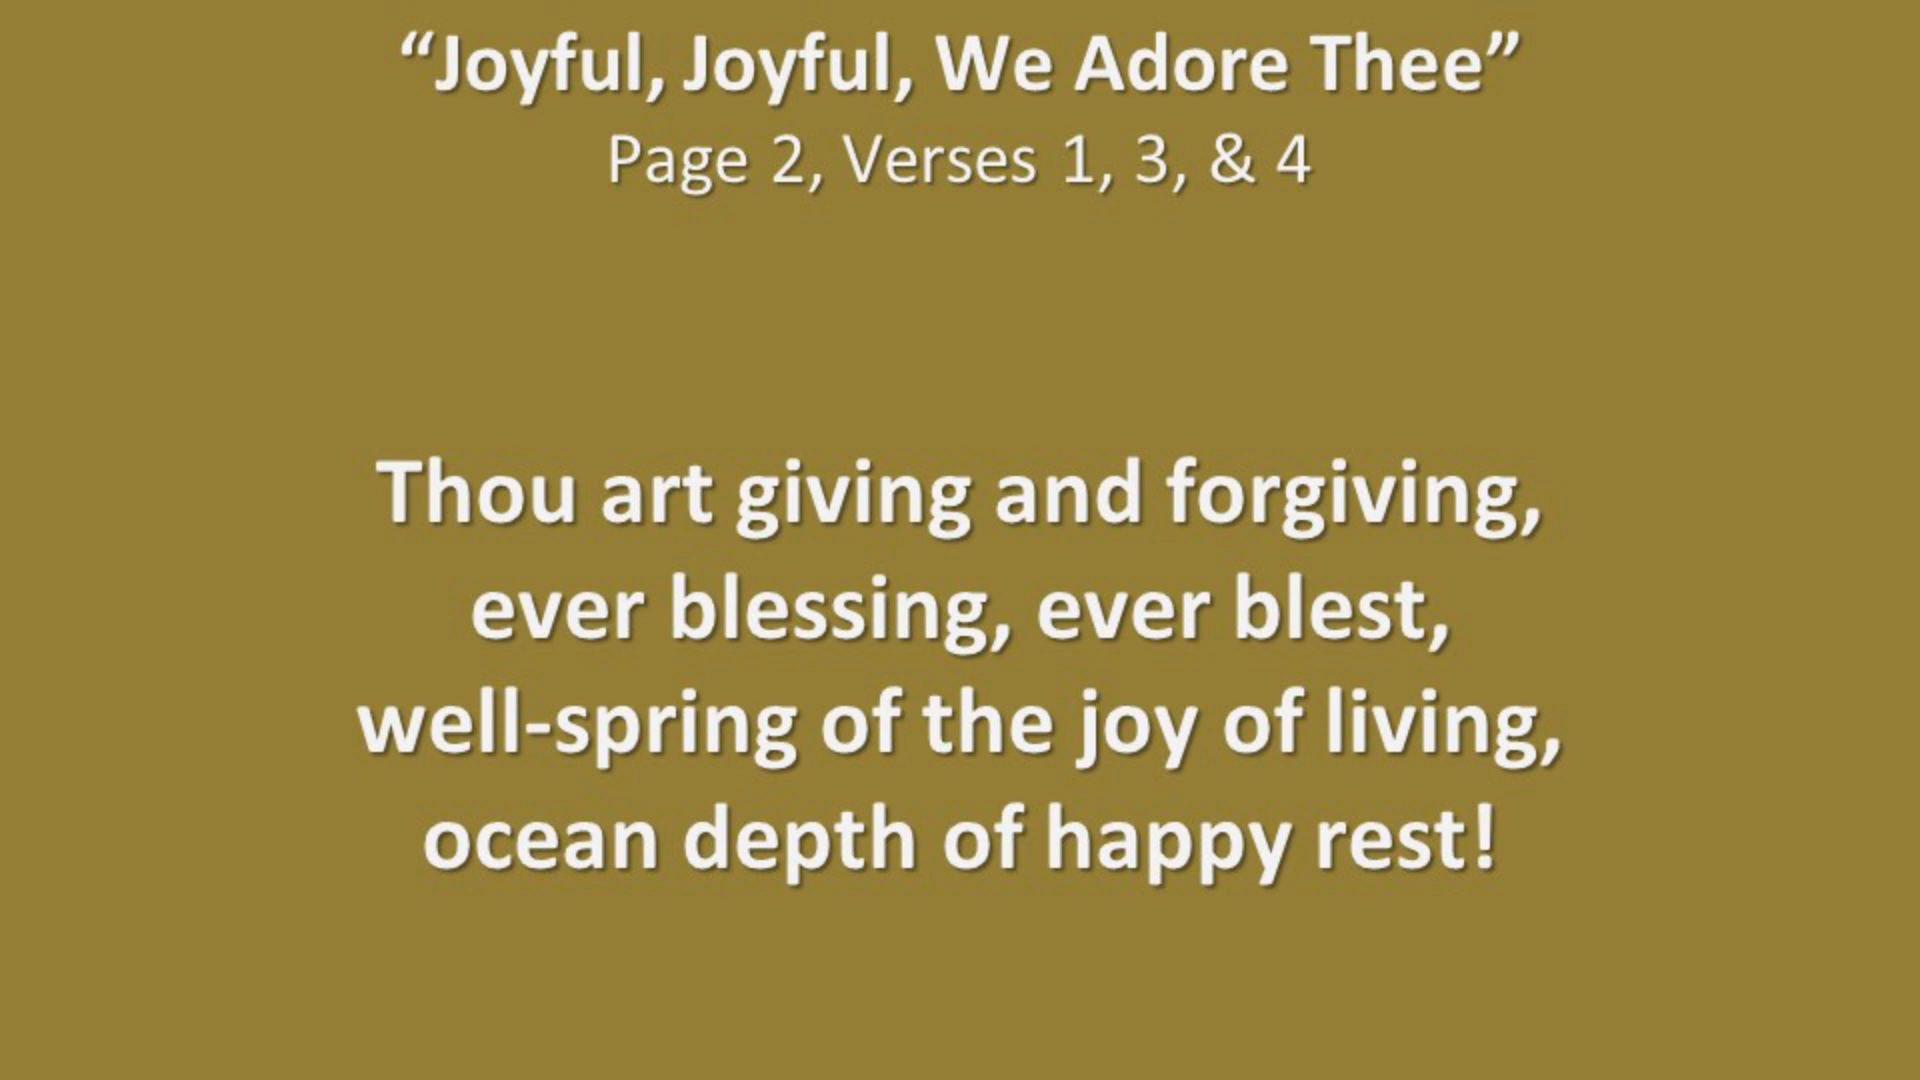 “Joyful, Joyful, We Adore Thee”
Page 2, Verses 1, 3, & 4
Thou art giving and forgiving,
ever blessing, ever blest,
well-spring of the joy of living,
ocean depth of happy rest!